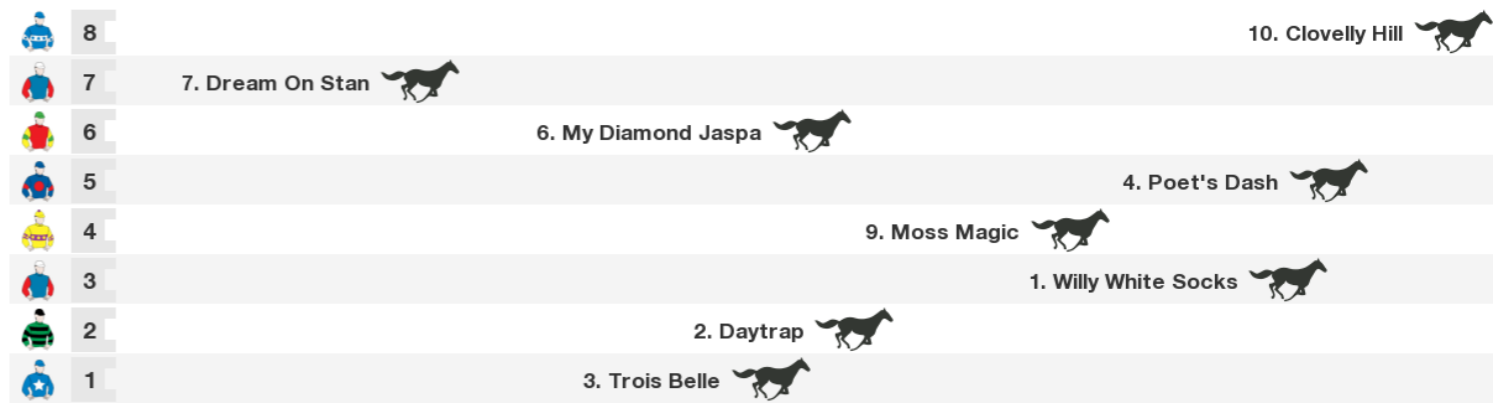 8 10. Clovelly Hill
7 7. Dream On Stan
6 6. My Diamond Jaspa
5 4. Poet's Dash
4 9. Moss Magic
3 1. Willy White Socks
2 2. Daytrap
1 3. Trois Belle